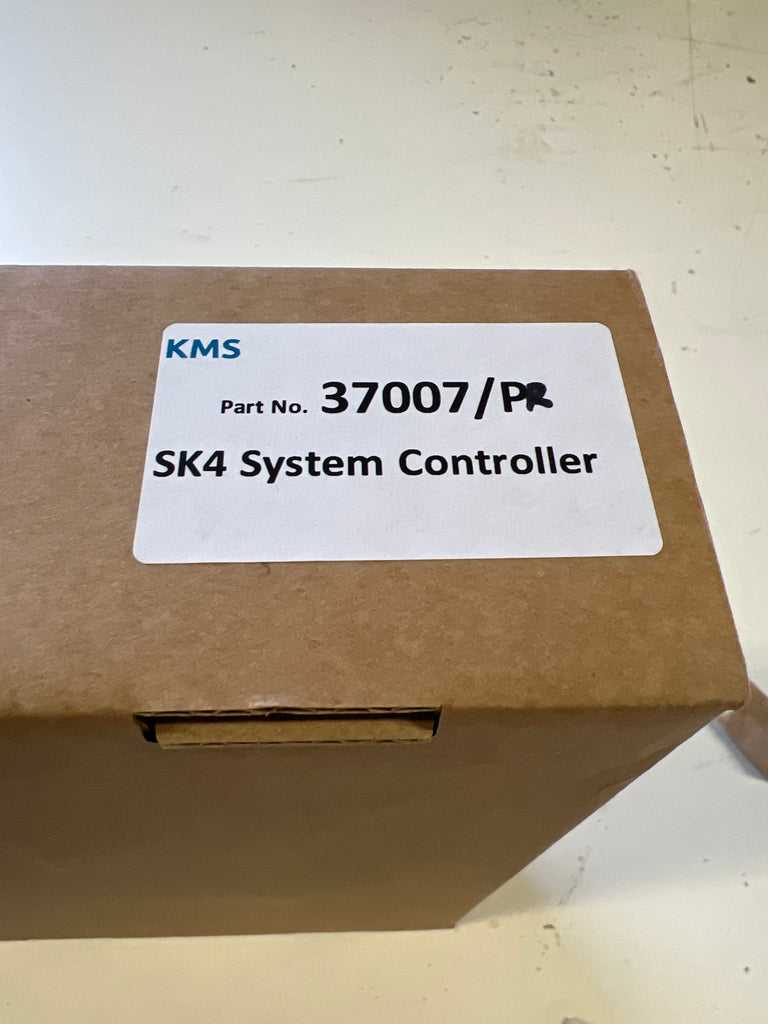 KMS
Part No. 37007/PR
SK4 System Controller